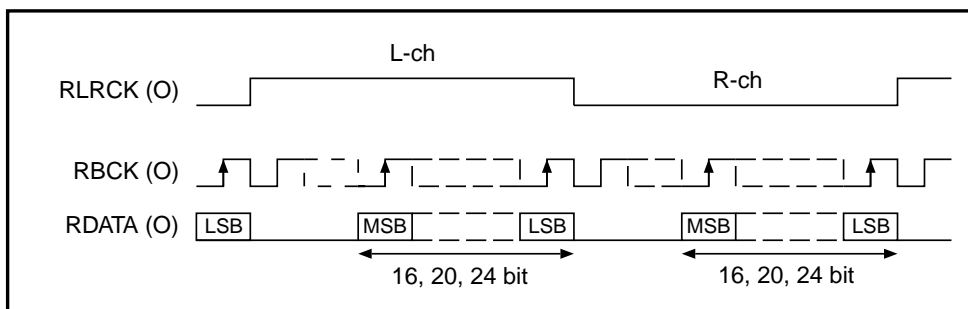 L-ch
RLRCK (O)
R-ch
RBCK (O)
RDATA (O)
LSB
MSB
LSB
MSB
LSB
16, 20, 24 bit
16, 20, 24 bit